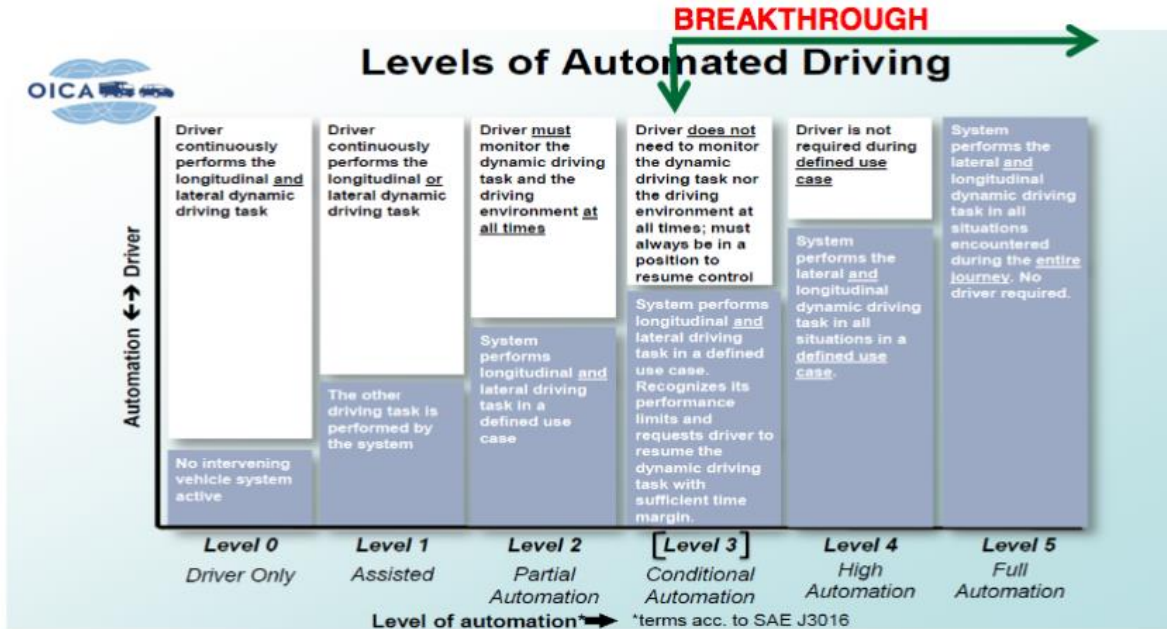 BREAKTHROUGH
Levels of Automated Driving
OICA
Automation ↔ Driver
Driver
continuously
performs the
longitudinal and
lateral dynamic
driving task
No intervening
vehicle system
active
Driver
continuously
performs the
longitudinal or
lateral dynamic
driving task
The other
driving task is
performed by
the system
Driver must
monitor the
dynamic driving
task and the
driving
environment at
all times
System
performs
longitudinal and
lateral driving
task in a
defined use
case
Driver does not
need to monitor
the dynamic
driving task nor
the driving
environment at
all times; must
always be in a
position to
resume control
System performs
longitudinal and
lateral driving
task in a defined
use case.
Recognizes its
performance
limits and
requests driver to
resume the
dynamic driving
task with
sufficient time
margin.
Driver is not
required during
defined use
case
System
performs the
lateral and
longitudinal
dynamic driving
task in all
situations in a
defined use
case.
System
performs the
lateral and
longitudinal
dynamic driving
task in all
situations
encountered
during the entire
journey. No
driver required.
Level 0
Driver Only
Level 1
Assisted
Level 2
Partial
Automation
[Level 3]
Conditional
Automation
Level 4
High
Automation
Level 5
Full
Automation
Level of automation* ➡ *terms acc. to SAE J3016